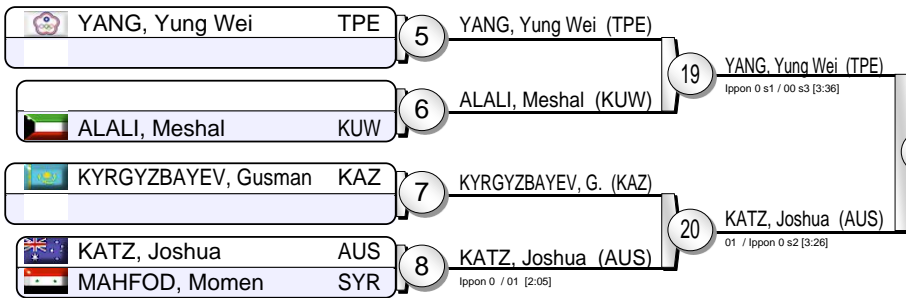 YANG, Yung Wei TPE
5
YANG, Yung Wei (TPE)
19
YANG, Yung Wei (TPE)
Ippon 0 s1 / 00 s3 [3:36]
6
ALALI, Meshal (KUW)
ALALI, Meshal KUW
KYRGYZBAYEV, Gusman KAZ
7
KYRGYZBAYEV, G. (KAZ)
20
KATZ, Joshua (AUS)
01 / Ippon 0 s2 [3:26]
KATZ, Joshua AUS
8
KATZ, Joshua (AUS)
Ippon 0 / 01 [2:05]
MAHFOD, Momen SYR